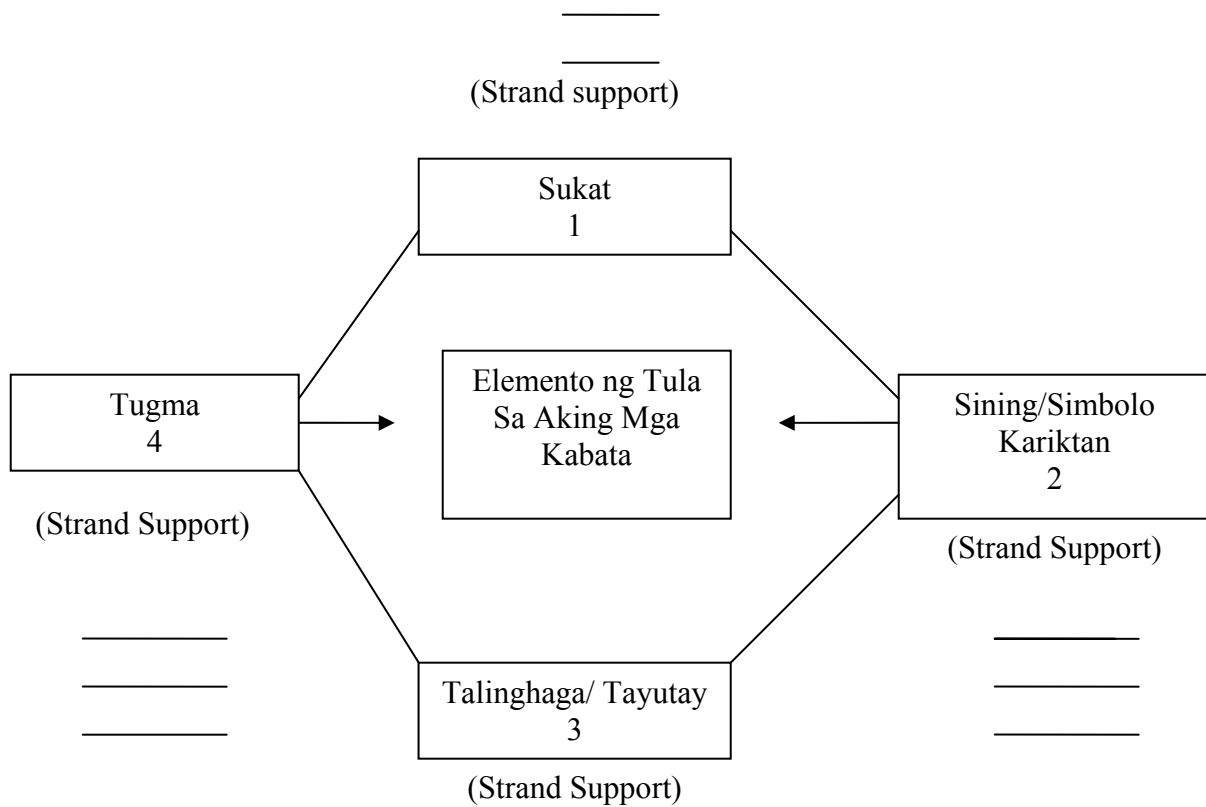 (Strand support)
Sukat
1
Tugma
4
(Strand Support)
Elemento ng Tula
Sa Aking Mga
Kabata
Sining/Simbolo
Kariktan
2
(Strand Support)
Talinghaga/ Tayutay
3
(Strand Support)